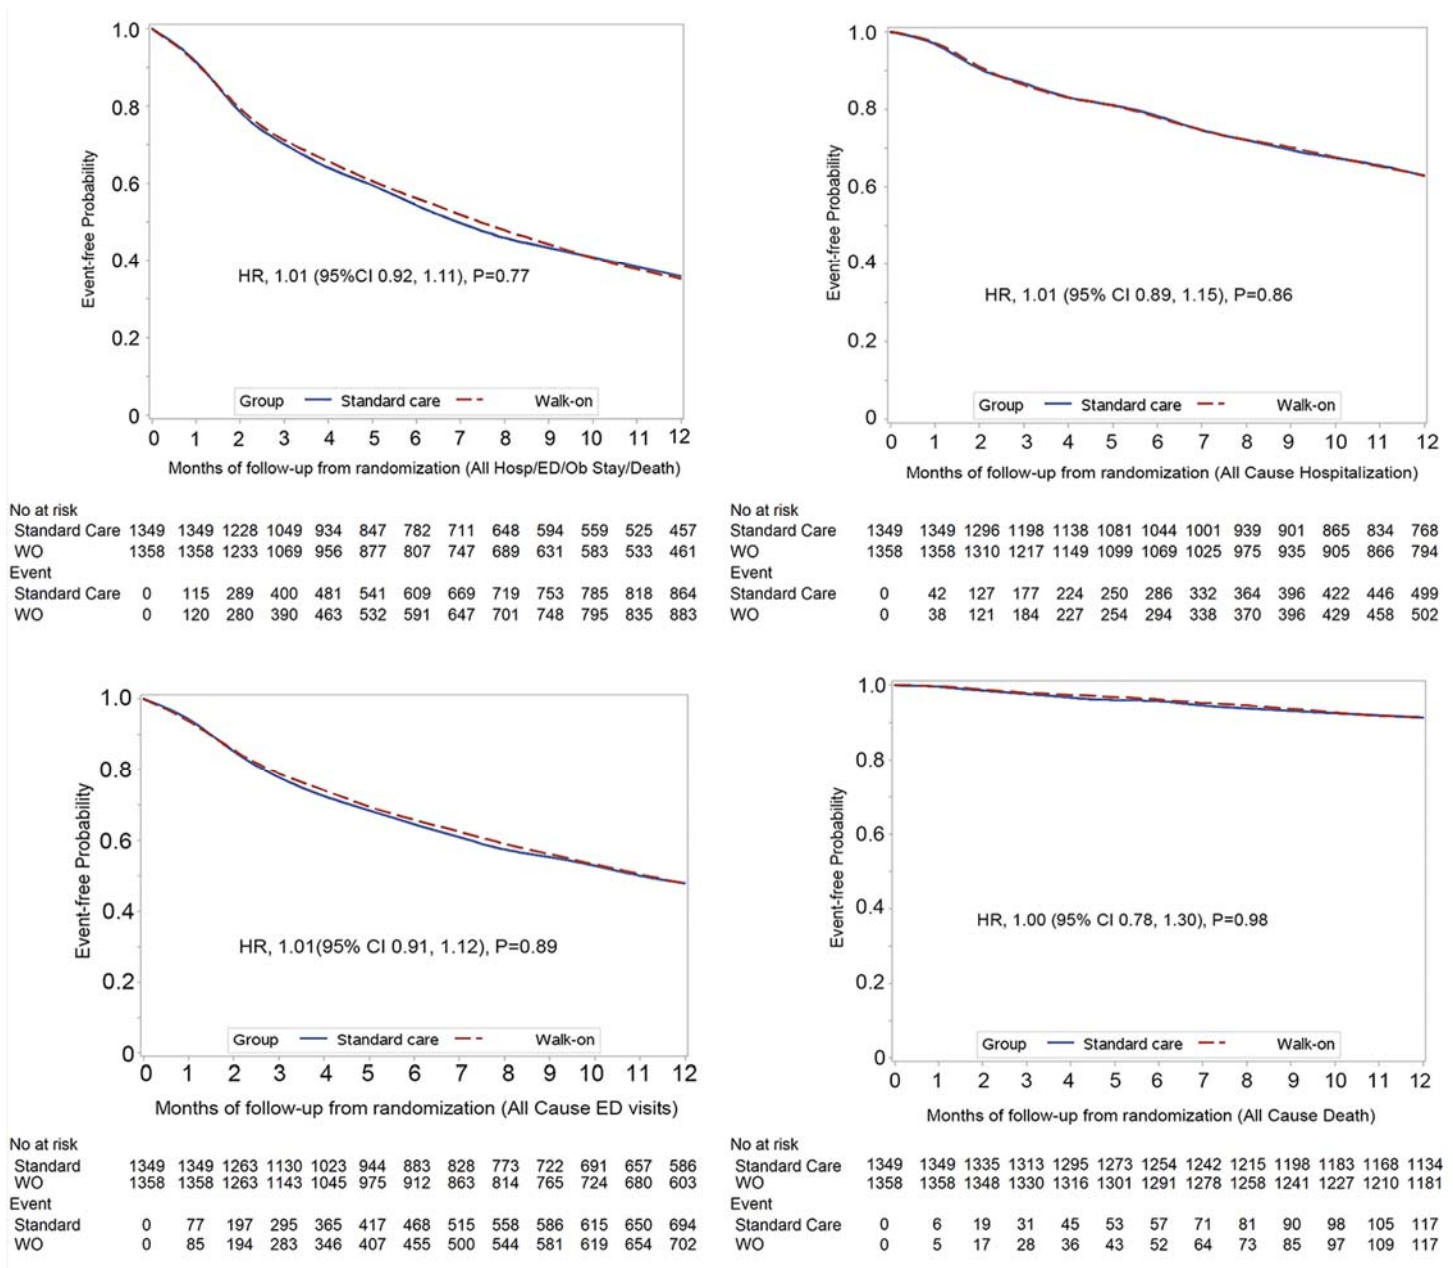 1.0
0.8
0.6
0.4
0.2
0
Event-free Probability
HR, 1.01 (95%CI 0.92, 1.11), P=0.77
Group Standard care Walk-on
0 1 2 3 4 5 6 7 8 9 10 11 12
Months of follow-up from randomization (All Hosp/ED/Ob Stay/Death)
No at risk
Standard Care 1349 1349 1228 1049 934 847 782 711 648 594 559 525 457
WO 1358 1358 1233 1069 956 877 807 747 689 631 583 533 461
Event
Standard Care 0 115 289 400 481 541 609 669 719 753 785 818 864
WO 0 120 280 390 463 532 591 647 701 748 795 835 883
1.0
0.8
0.6
0.4
0.2
0
Event-free Probability
HR, 1.01 (95% CI 0.89, 1.15), P=0.86
Group Standard care Walk-on
0 1 2 3 4 5 6 7 8 9 10 11 12
Months of follow-up from randomization (All Cause Hospitalization)
No at risk
Standard Care 1349 1349 1296 1198 1138 1081 1044 1001 939 901 865 834 768
WO 1358 1358 1310 1217 1149 1099 1069 1025 975 935 905 866 794
Event
Standard Care 0 42 127 177 224 250 286 332 364 396 422 446 499
WO 0 38 121 184 227 254 294 338 370 396 429 458 502
1.0
0.8
0.6
0.4
0.2
0
Event-free Probability
HR, 1.01(95% CI 0.91, 1.12), P=0.89
Group Standard care Walk-on
0 1 2 3 4 5 6 7 8 9 10 11 12
Months of follow-up from randomization (All Cause ED visits)
No at risk
Standard 1349 1349 1263 1130 1023 944 883 828 773 722 691 657 586
WO 1358 1358 1263 1143 1045 975 912 863 814 765 724 680 603
Event
Standard 0 77 197 295 365 417 468 515 558 586 615 650 694
WO 0 85 194 283 346 407 455 500 544 581 619 654 702
1.0
0.8
0.6
0.4
0.2
0
Event-free Probability
HR, 1.00 (95% CI 0.78, 1.30), P=0.98
Group Standard care Walk-on
0 1 2 3 4 5 6 7 8 9 10 11 12
Months of follow-up from randomization (All Cause Death)
No at risk
Standard Care 1349 1349 1335 1313 1295 1273 1254 1242 1215 1198 1183 1168 1134
WO 1358 1358 1348 1330 1316 1301 1291 1278 1258 1241 1227 1210 1181
Event
Standard Care 0 6 19 31 45 53 57 71 81 90 98 105 117
WO 0 5 17 28 36 43 52 64 73 85 97 109 117